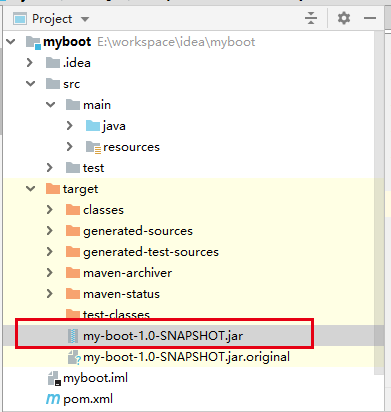 Project
myboot E:\workspace\idea\myboot
.idea
src
main
java
resources
test
target
classes
generated-sources
generated-test-sources
maven-archiver
maven-status
test-classes
my-boot-1.0-SNAPSHOT.jar
my-boot-1.0-SNAPSHOT.jar.original
myboot.iml
pom.xml